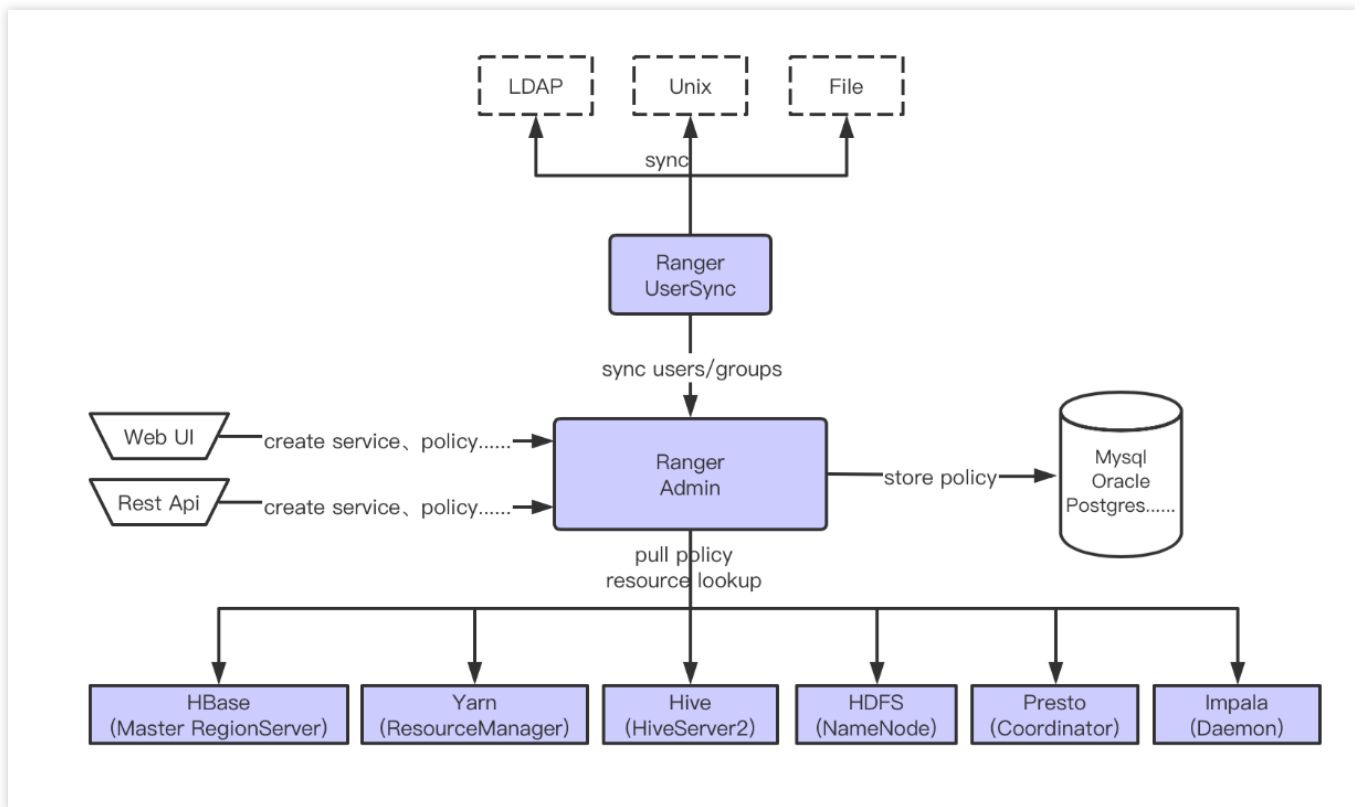 LDAP
Unix
File
sync
Ranger
UserSync
sync users/groups
Web UI
create service、policy......
Rest Api
create service、policy......
Ranger
Admin
store policy
Mysql
Oracle
Postgres......
pull policy
resource lookup
HBase
(Master RegionServer)
Yarn
(ResourceManager)
Hive
(HiveServer2)
HDFS
(NameNode)
Presto
(Coordinator)
Impala
(Daemon)